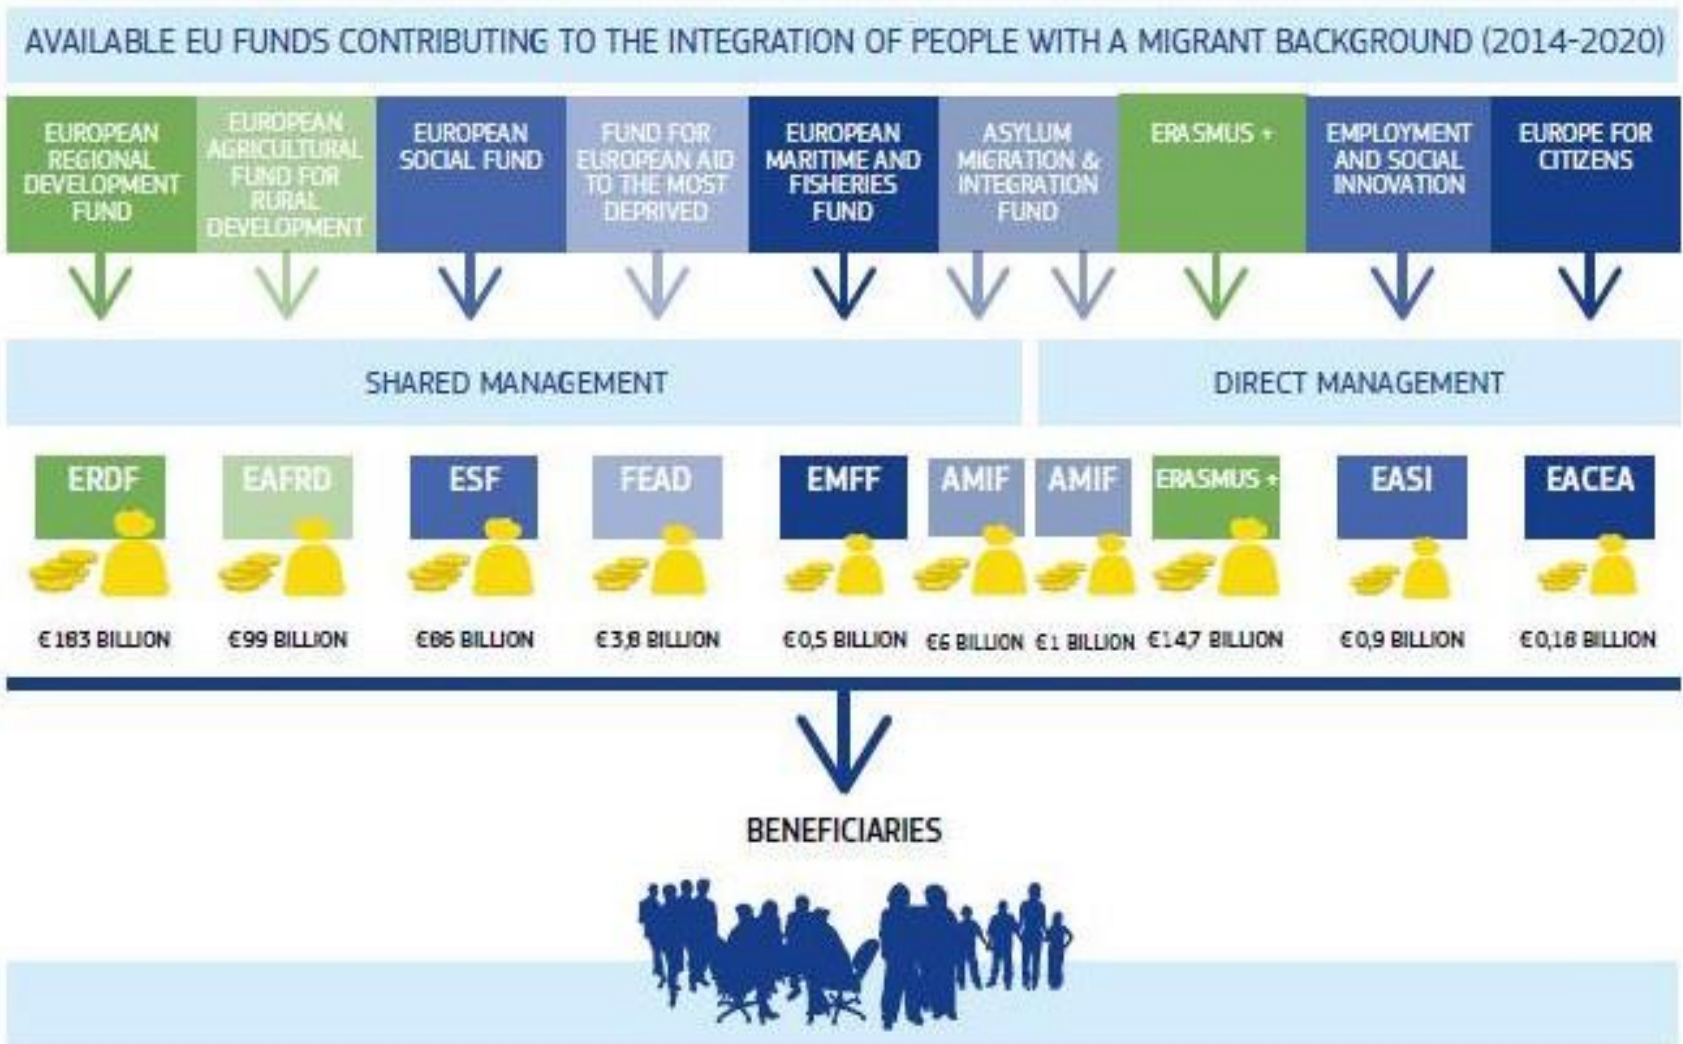 AVAILABLE EU FUNDS CONTRIBUTING TO THE INTEGRATION OF PEOPLE WITH A MIGRANT BACKGROUND (2014-2020)
EUROPEAN
REGIONAL
DEVELOPMENT
FUND
EUROPEAN
AGRICULTURAL
FUND FOR
RURAL
DEVELOPMENT
EUROPEAN
SOCIAL FUND
FUND FOR
EUROPEAN AID
TO THE MOST
DEPRIVED
EUROPEAN
MARITIME AND
FISHERIES
FUND
ASYLUM
MIGRATION &
INTEGRATION
FUND
ERASMUS +
EMPLOYMENT
AND SOCIAL
INNOVATION
EUROPE FOR
CITIZENS
SHARED MANAGEMENT
DIRECT MANAGEMENT
ERDF
EAFRD
ESF
FEAD
EMFF
AMIF
AMIF
ERASMUS +
EASI
EACEA
€183 BILLION
€99 BILLION
€86 BILLION
€3,8 BILLION
€0,5 BILLION
€6 BILLION
€1 BILLION
€14,7 BILLION
€0,9 BILLION
€0,18 BILLION
BENEFICIARIES